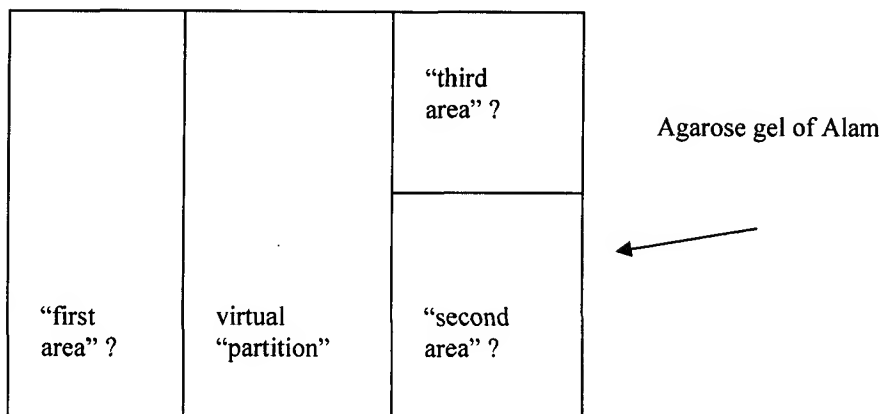 “third
area” ?
Agarose gel of Alam
“first
area” ?
virtual
“partition”
“second
area” ?